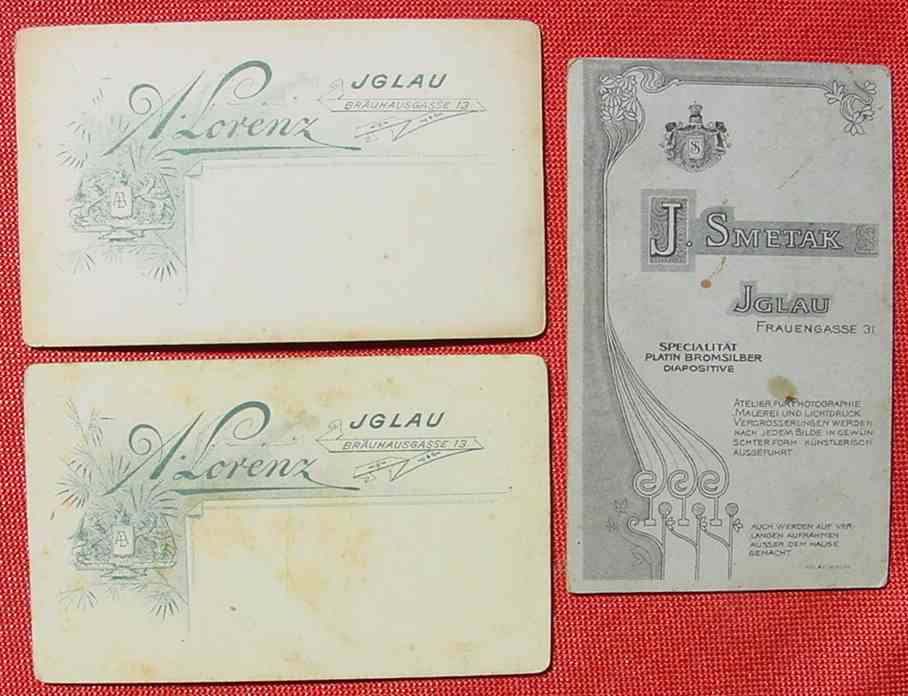 A. Lorenz
JGLAU
BRÄUHAUSGASSE 13
A. Lorenz
JGLAU
BRÄUHAUSGASSE 13
S
J. SMETAK
JGLAU
FRAUENGASSE 31
SPECIALITÄT
PLATIN BROMSILBER
DIAPOSITIVE
ATELIER FÜR PHOTOGRAPHIE
MALEREI UND LICHTDRUCK
VERGRÖSSERUNGEN WERDEN
NACH JEDEM BILDE IN GEWÜN
SCHTER FORM KÜNSTLERISCH
AUSGEFÜHRT
AUCH WERDEN AUF VER-
LANGEN AUFNAHMEN
AUSSER DEM HAUSE
GEMACHT